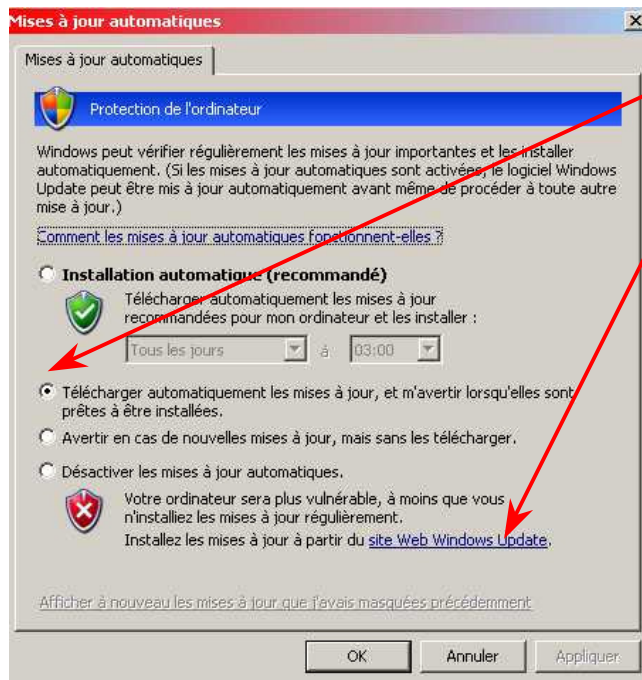 Mises à jour automatiques
Mises à jour automatiques
Protection de l'ordinateur
Windows peut vérifier régulièrement les mises à jour importantes et les installer
automatiquement. (Si les mises à jour automatiques sont activées, le logiciel Windows
Update peut être mis à jour automatiquement avant même de procéder à toute autre
mise à jour.)
Comment les mises à jour automatiques fonctionnent-elles ?
Installation automatique (recommandé)
Télécharger automatiquement les mises à jour
recommandées pour mon ordinateur et les installer :
Tous les jours à 03:00
Télécharger automatiquement les mises à jour, et m'avertir lorsqu'elles sont
prêtes à être installées.
Avertir en cas de nouvelles mises à jour, mais sans les télécharger.
Désactiver les mises à jour automatiques.
Votre ordinateur sera plus vulnérable, à moins que vous
n'installiez les mises à jour régulièrement.
Installez les mises à jour à partir du site Web Windows Update.
Afficher à nouveau les mises à jour que j'avais masquées précédemment
OK Annuler Appliquer